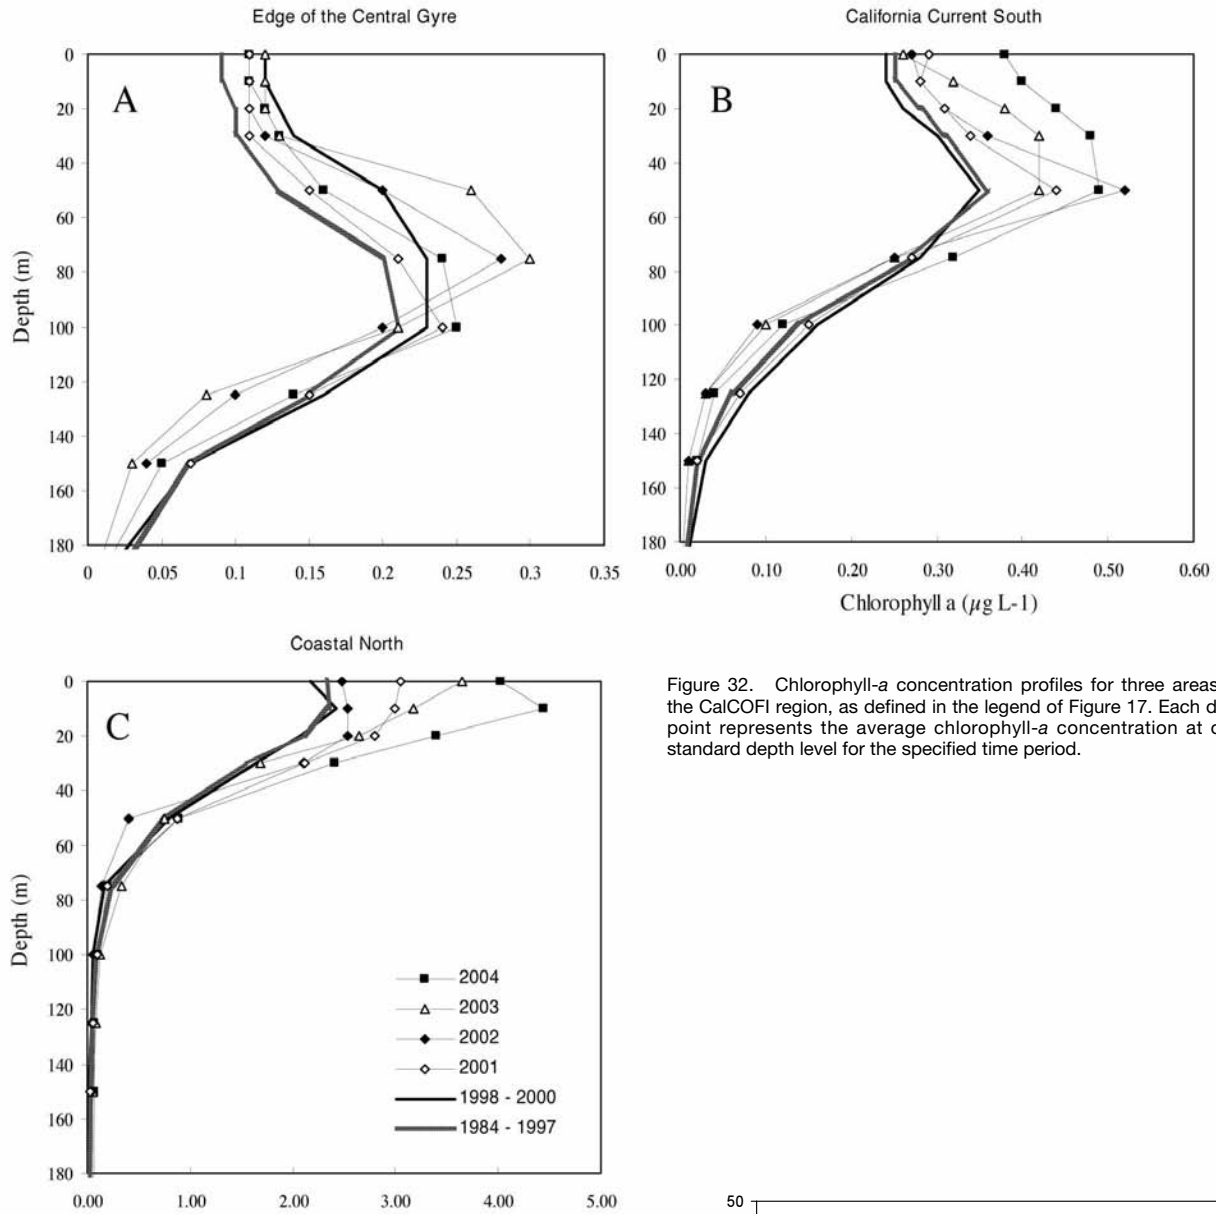 Edge of the Central Gyre
A
Depth (m)
0
20
40
60
80
100
120
140
160
180
0 0.05 0.1 0.15 0.2 0.25 0.3 0.35
California Current South
B
0
20
40
60
80
100
120
140
160
180
0.00 0.10 0.20 0.30 0.40 0.50 0.60
Chlorophyll a (µg L-1)
Coastal North
C
Depth (m)
0
20
40
60
80
100
120
140
160
180
0.00 1.00 2.00 3.00 4.00 5.00
2004
2003
2002
2001
1998 - 2000
1984 - 1997
Figure 32. Chlorophyll-a concentration profiles for three areas
the CalCOFI region, as defined in the legend of Figure 17. Each d
point represents the average chlorophyll-a concentration at o
standard depth level for the specified time period.
50